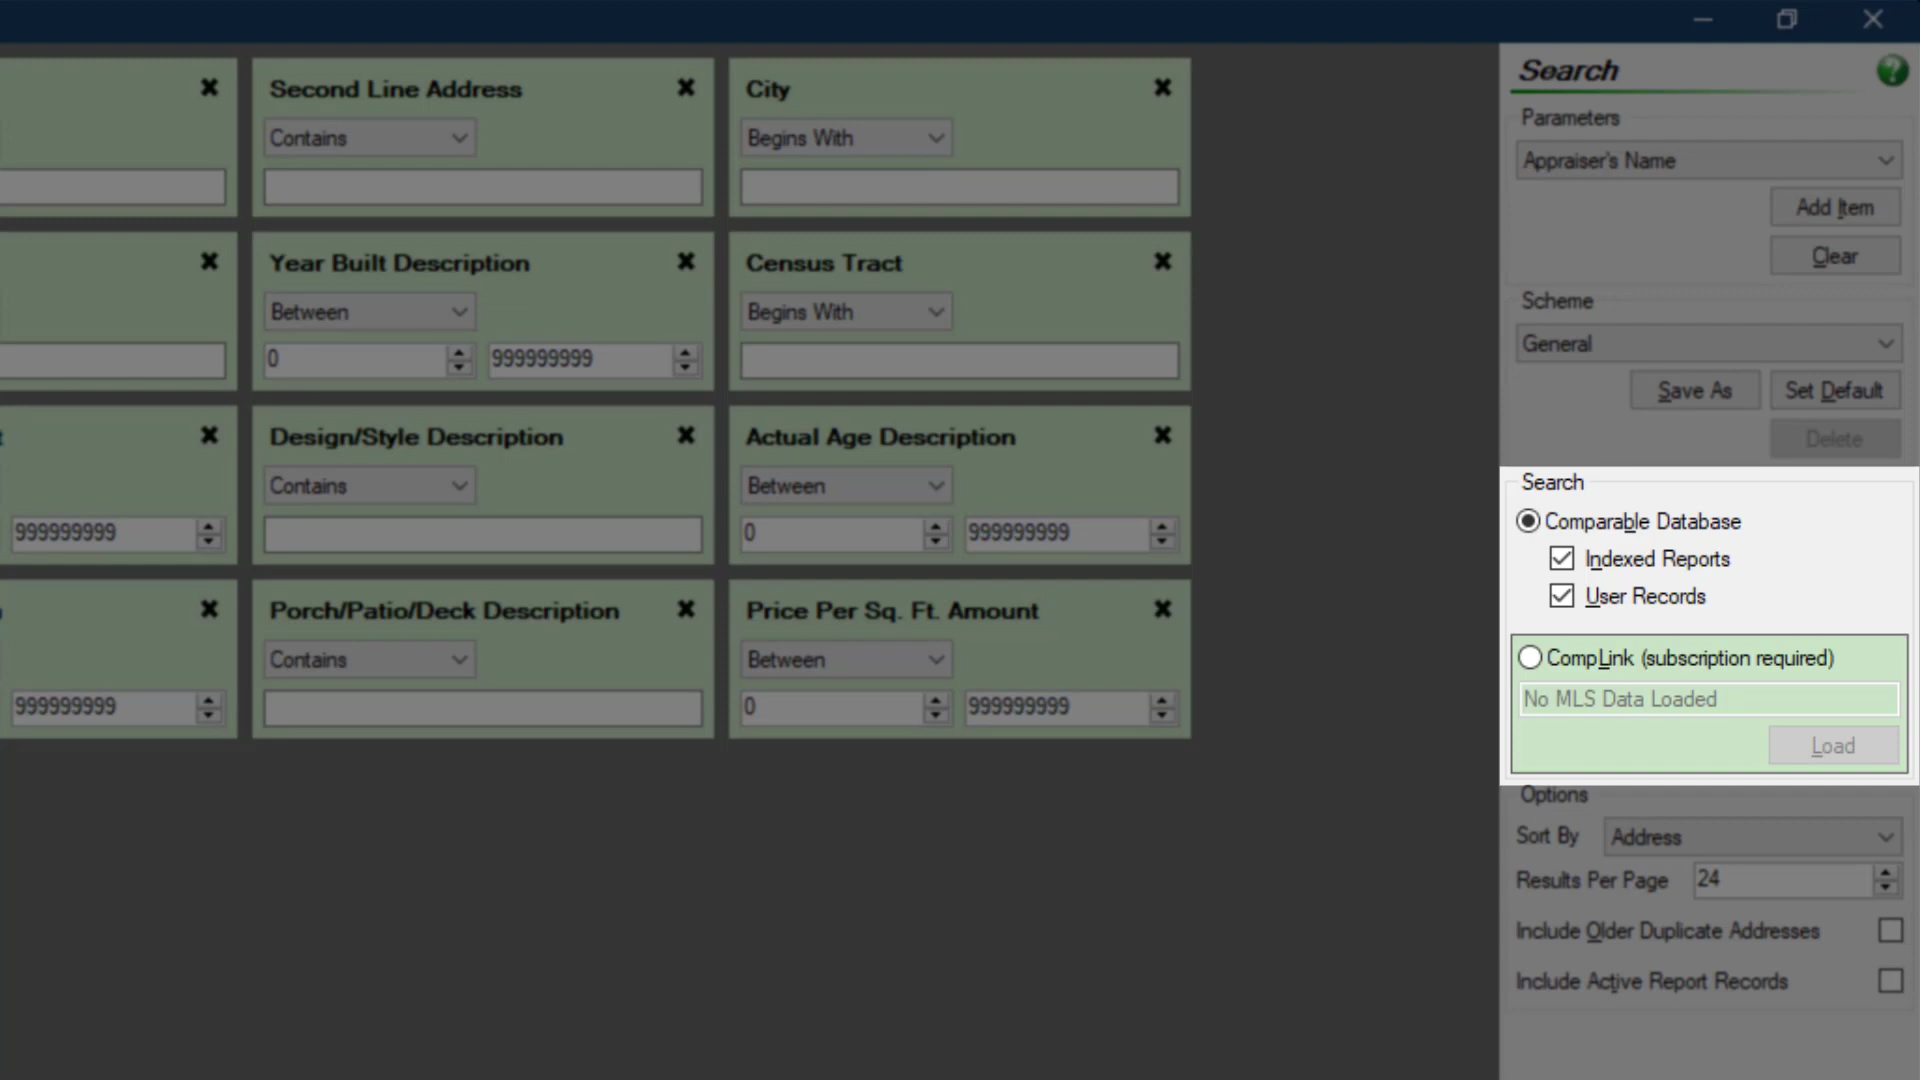 Second Line Address
Contains
City
Begins With
Year Built Description
Between
0
999999999
Census Tract
Begins With
999999999
Design/Style Description
Contains
Actual Age Description
Between
0
999999999
999999999
Porch/Patio/Deck Description
Contains
Price Per Sq. Ft. Amount
Between
0
999999999
Search
Parameters
Appraiser's Name
Add Item
Clear
Scheme
General
Save As
Set Default
Delete
Search
Comparable Database
Indexed Reports
User Records
CompLink (subscription required)
No MLS Data Loaded
Load
Options
Sort By
Address
Results Per Page
24
Include Older Duplicate Addresses
Include Active Report Records